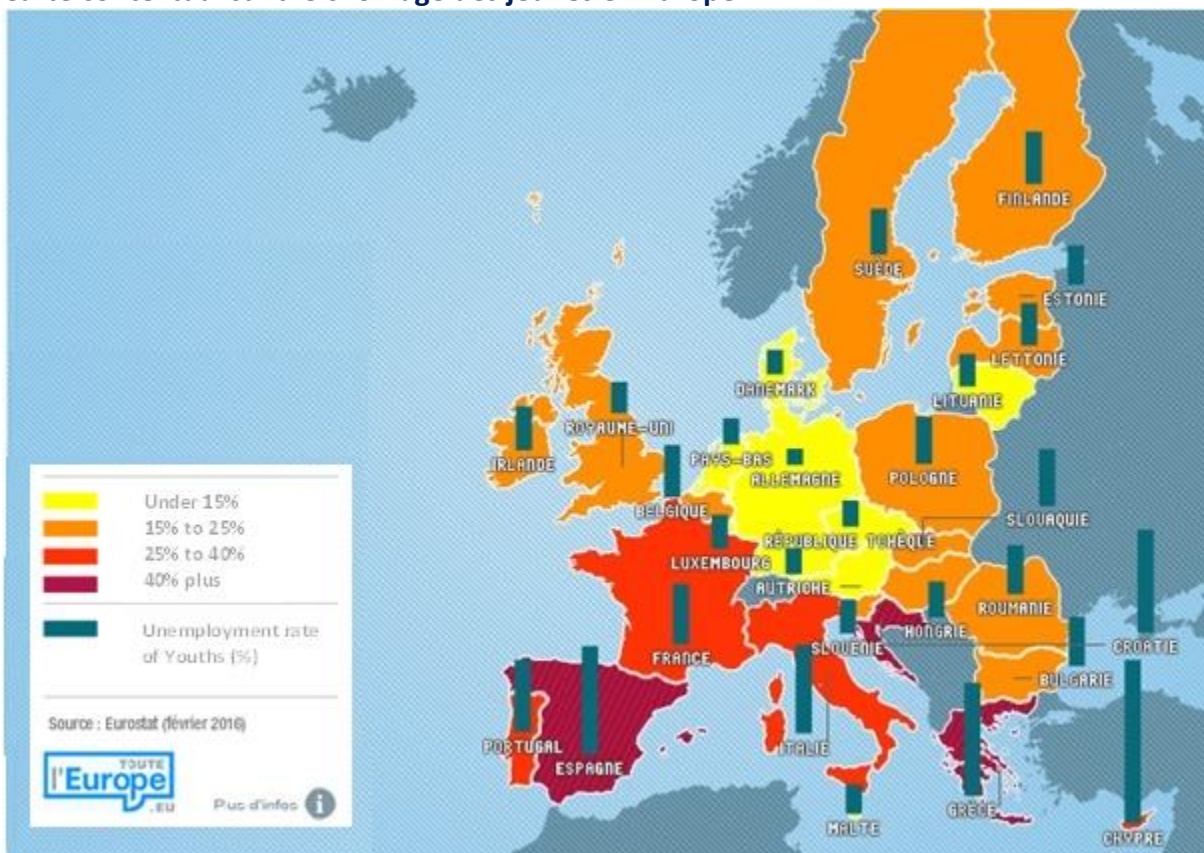 FINLANDE
SUÈDE
ESTONIE
LETTONIE
DANEMARK
LITUANIE
ROYAUME-UNI
IRLANDE
PAYS-BAS
ALLEMAGNE
POLOGNE
BELGIQUE
SLOVAQUIE
RÉPUBLIQUE TCHÈQUE
LUXEMBOURG
AUTRICHE
ROUMANIE
HONGRIE
SLOVÉNIE
CROATIE
FRANCE
BULGARIE
PORTUGAL
ITALIE
ESPAGNE
GRÈCE
MALTE
CHYPRE
Under 15%
15% to 25%
25% to 40%
40% plus
Unemployment rate
of Youths (%)
Source : Eurostat (février 2016)
TOUTE
l'Europe
.EU
Plus d'infos i